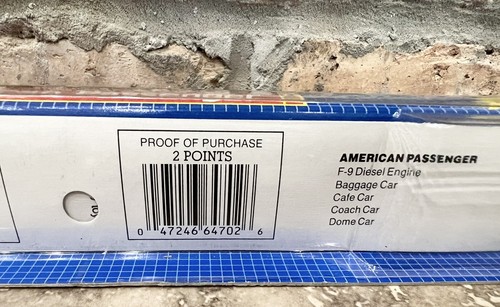 PROOF OF PURCHASE
2 POINTS
0 47246 64702 6
AMERICAN PASSENGER
F-9 Diesel Engine
Baggage Car
Cafe Car
Coach Car
Dome Car